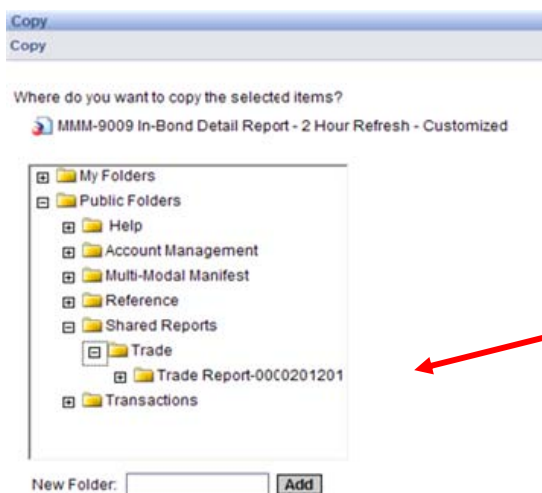 Copy
Copy
Where do you want to copy the selected items?
MMM-9009 In-Bond Detail Report - 2 Hour Refresh - Customized
My Folders
Public Folders
Help
Account Management
Multi-Modal Manifest
Reference
Shared Reports
Trade
Trade Report-0000201201
Transactions
New Folder: Add